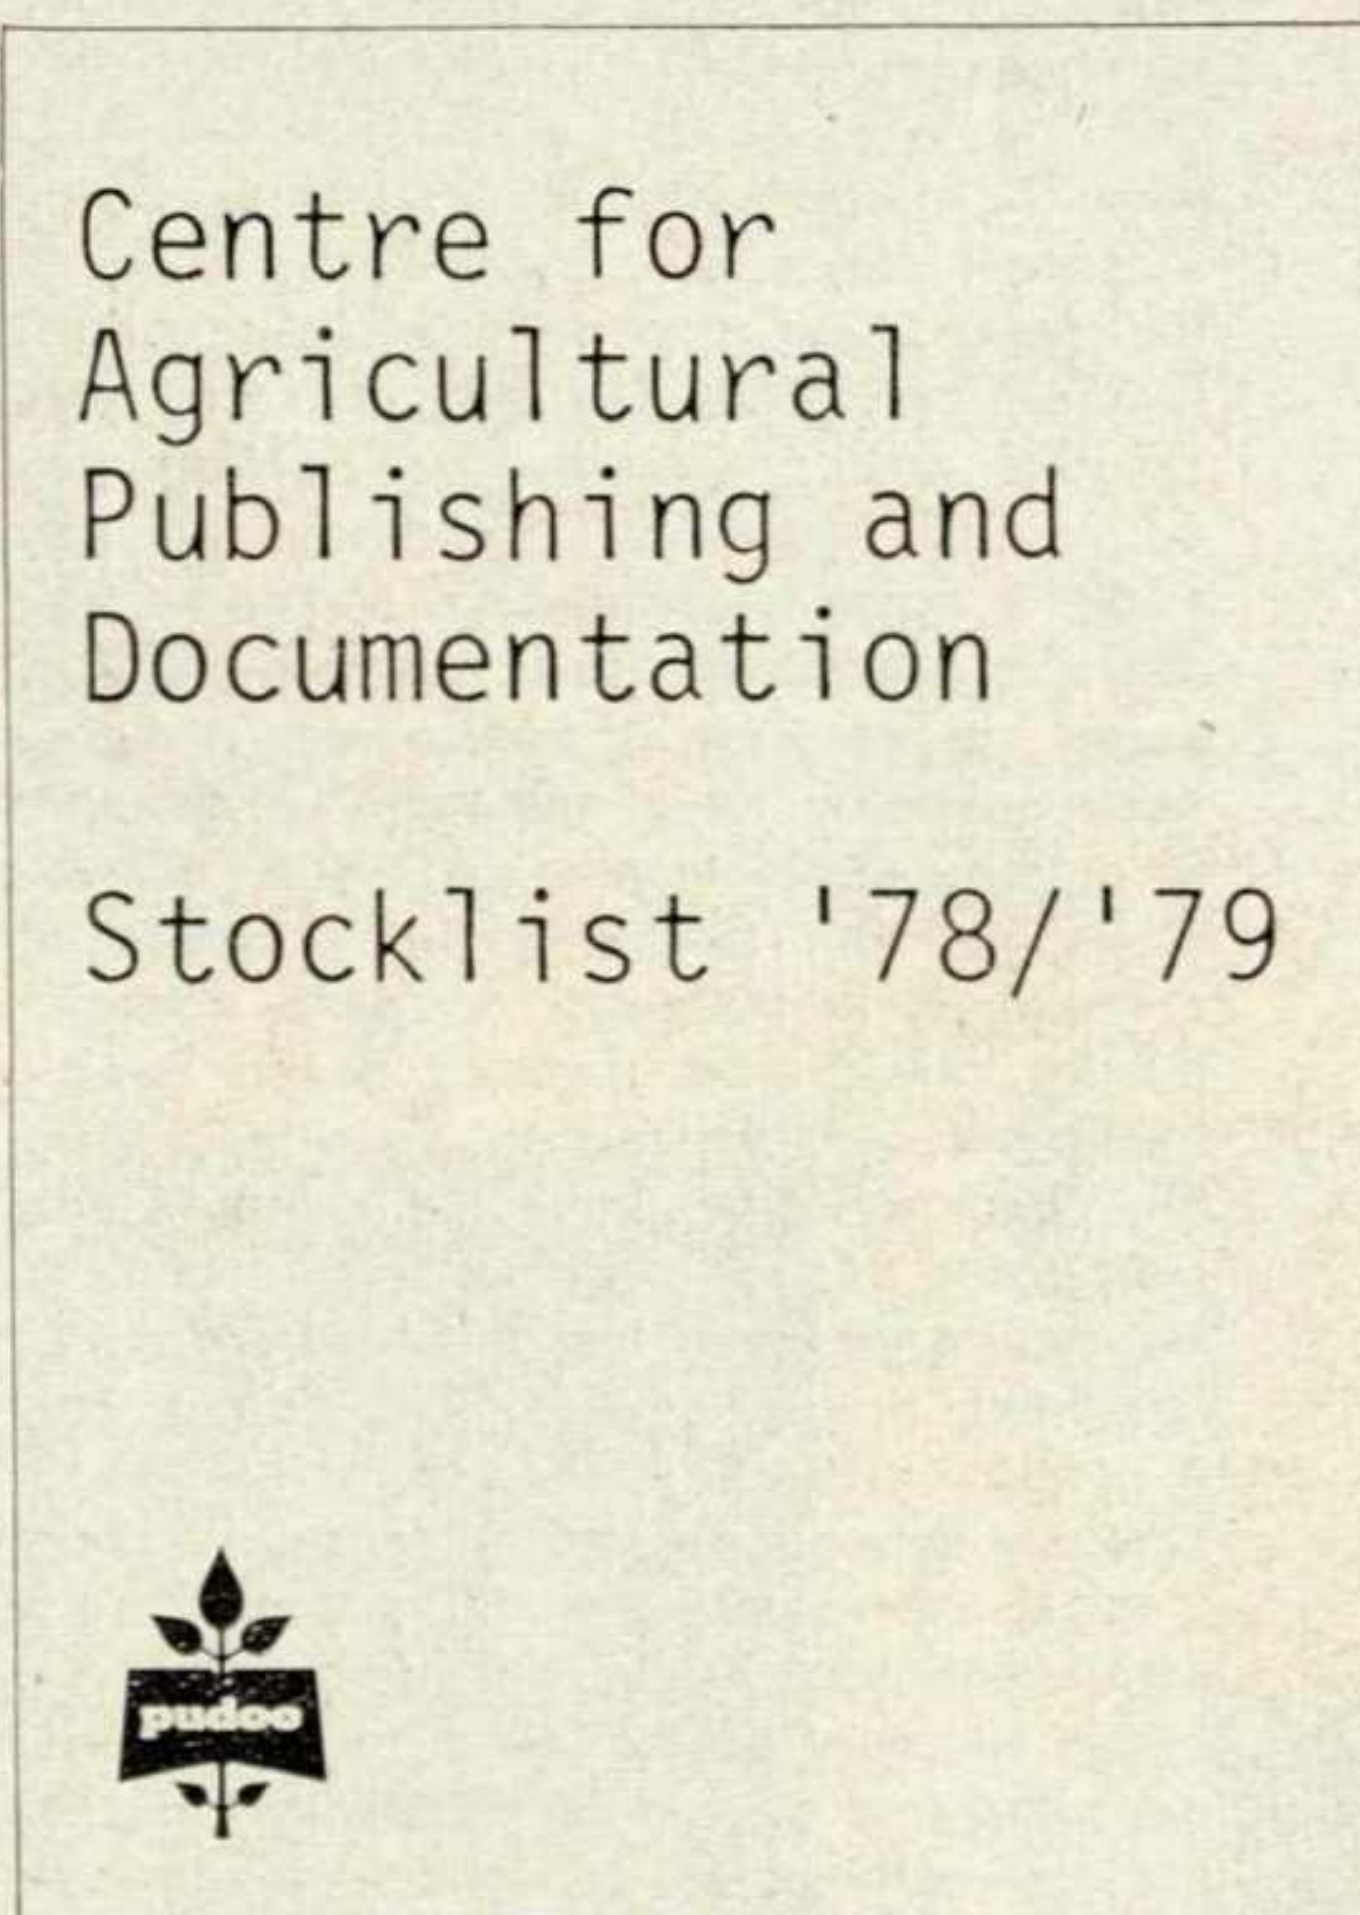 Centre for
Agricultural
Publishing and
Documentation
Stocklist '78/'79
pudoc